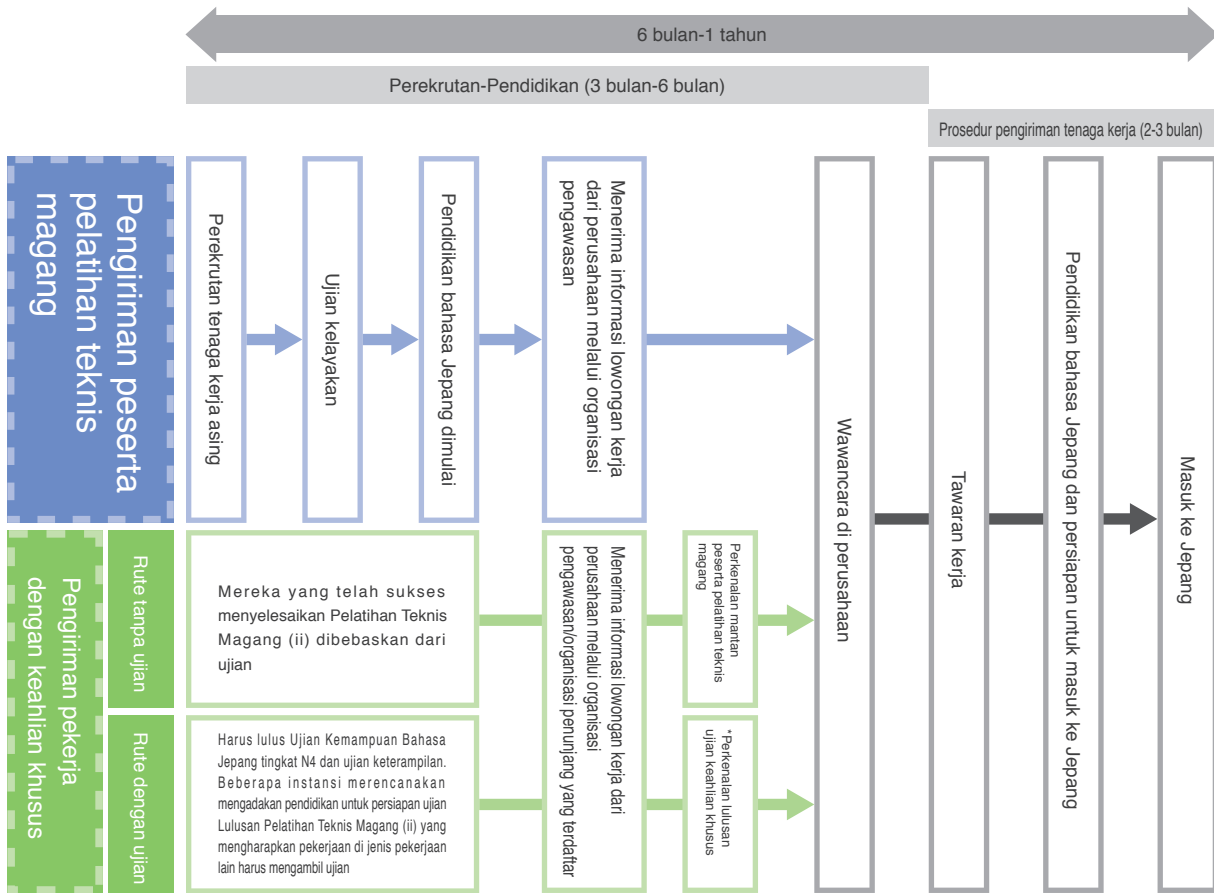 6 bulan-1 tahun
Perekrutan-Pendidikan (3 bulan-6 bulan)
Prosedur pengiriman tenaga kerja (2-3 bulan)
Pengiriman peserta
pelatihan teknis
magang
Perekrutan tenaga kerja asing
Ujian kelayakan
Pendidikan bahasa Jepang dimulai
Menerima informasi lowongan kerja
dari perusahaan melalui organisasi
pengawasan
Wawancara di perusahaan
Tawaran kerja
Pendidikan bahasa Jepang dan persiapan untuk masuk ke Jepang
Masuk ke Jepang
Pengiriman pekerja
dengan keahlian khusus
Rute tanpa ujian
Mereka yang telah sukses
menyelesaikan Pelatihan Teknis
Magang (ii) dibebaskan dari
ujian
Menerima informasi lowongan kerja dari
perusahaan melalui organisasi
pengawasan/organisasi penunjang yang terdaftar
Perkenalan mantan
peserta pelatihan teknis
magang
Rute dengan ujian
Harus lulus Ujian Kemampuan Bahasa
Jepang tingkat N4 dan ujian keterampilan.
Beberapa instansi merencanakan
mengadakan pendidikan untuk persiapan ujian
Lulusan Pelatihan Teknis Magang (ii) yang
mengharapkan pekerjaan di jenis pekerjaan
lain harus mengambil ujian
*Perkenalan lulusan
ujian keahlian khusus